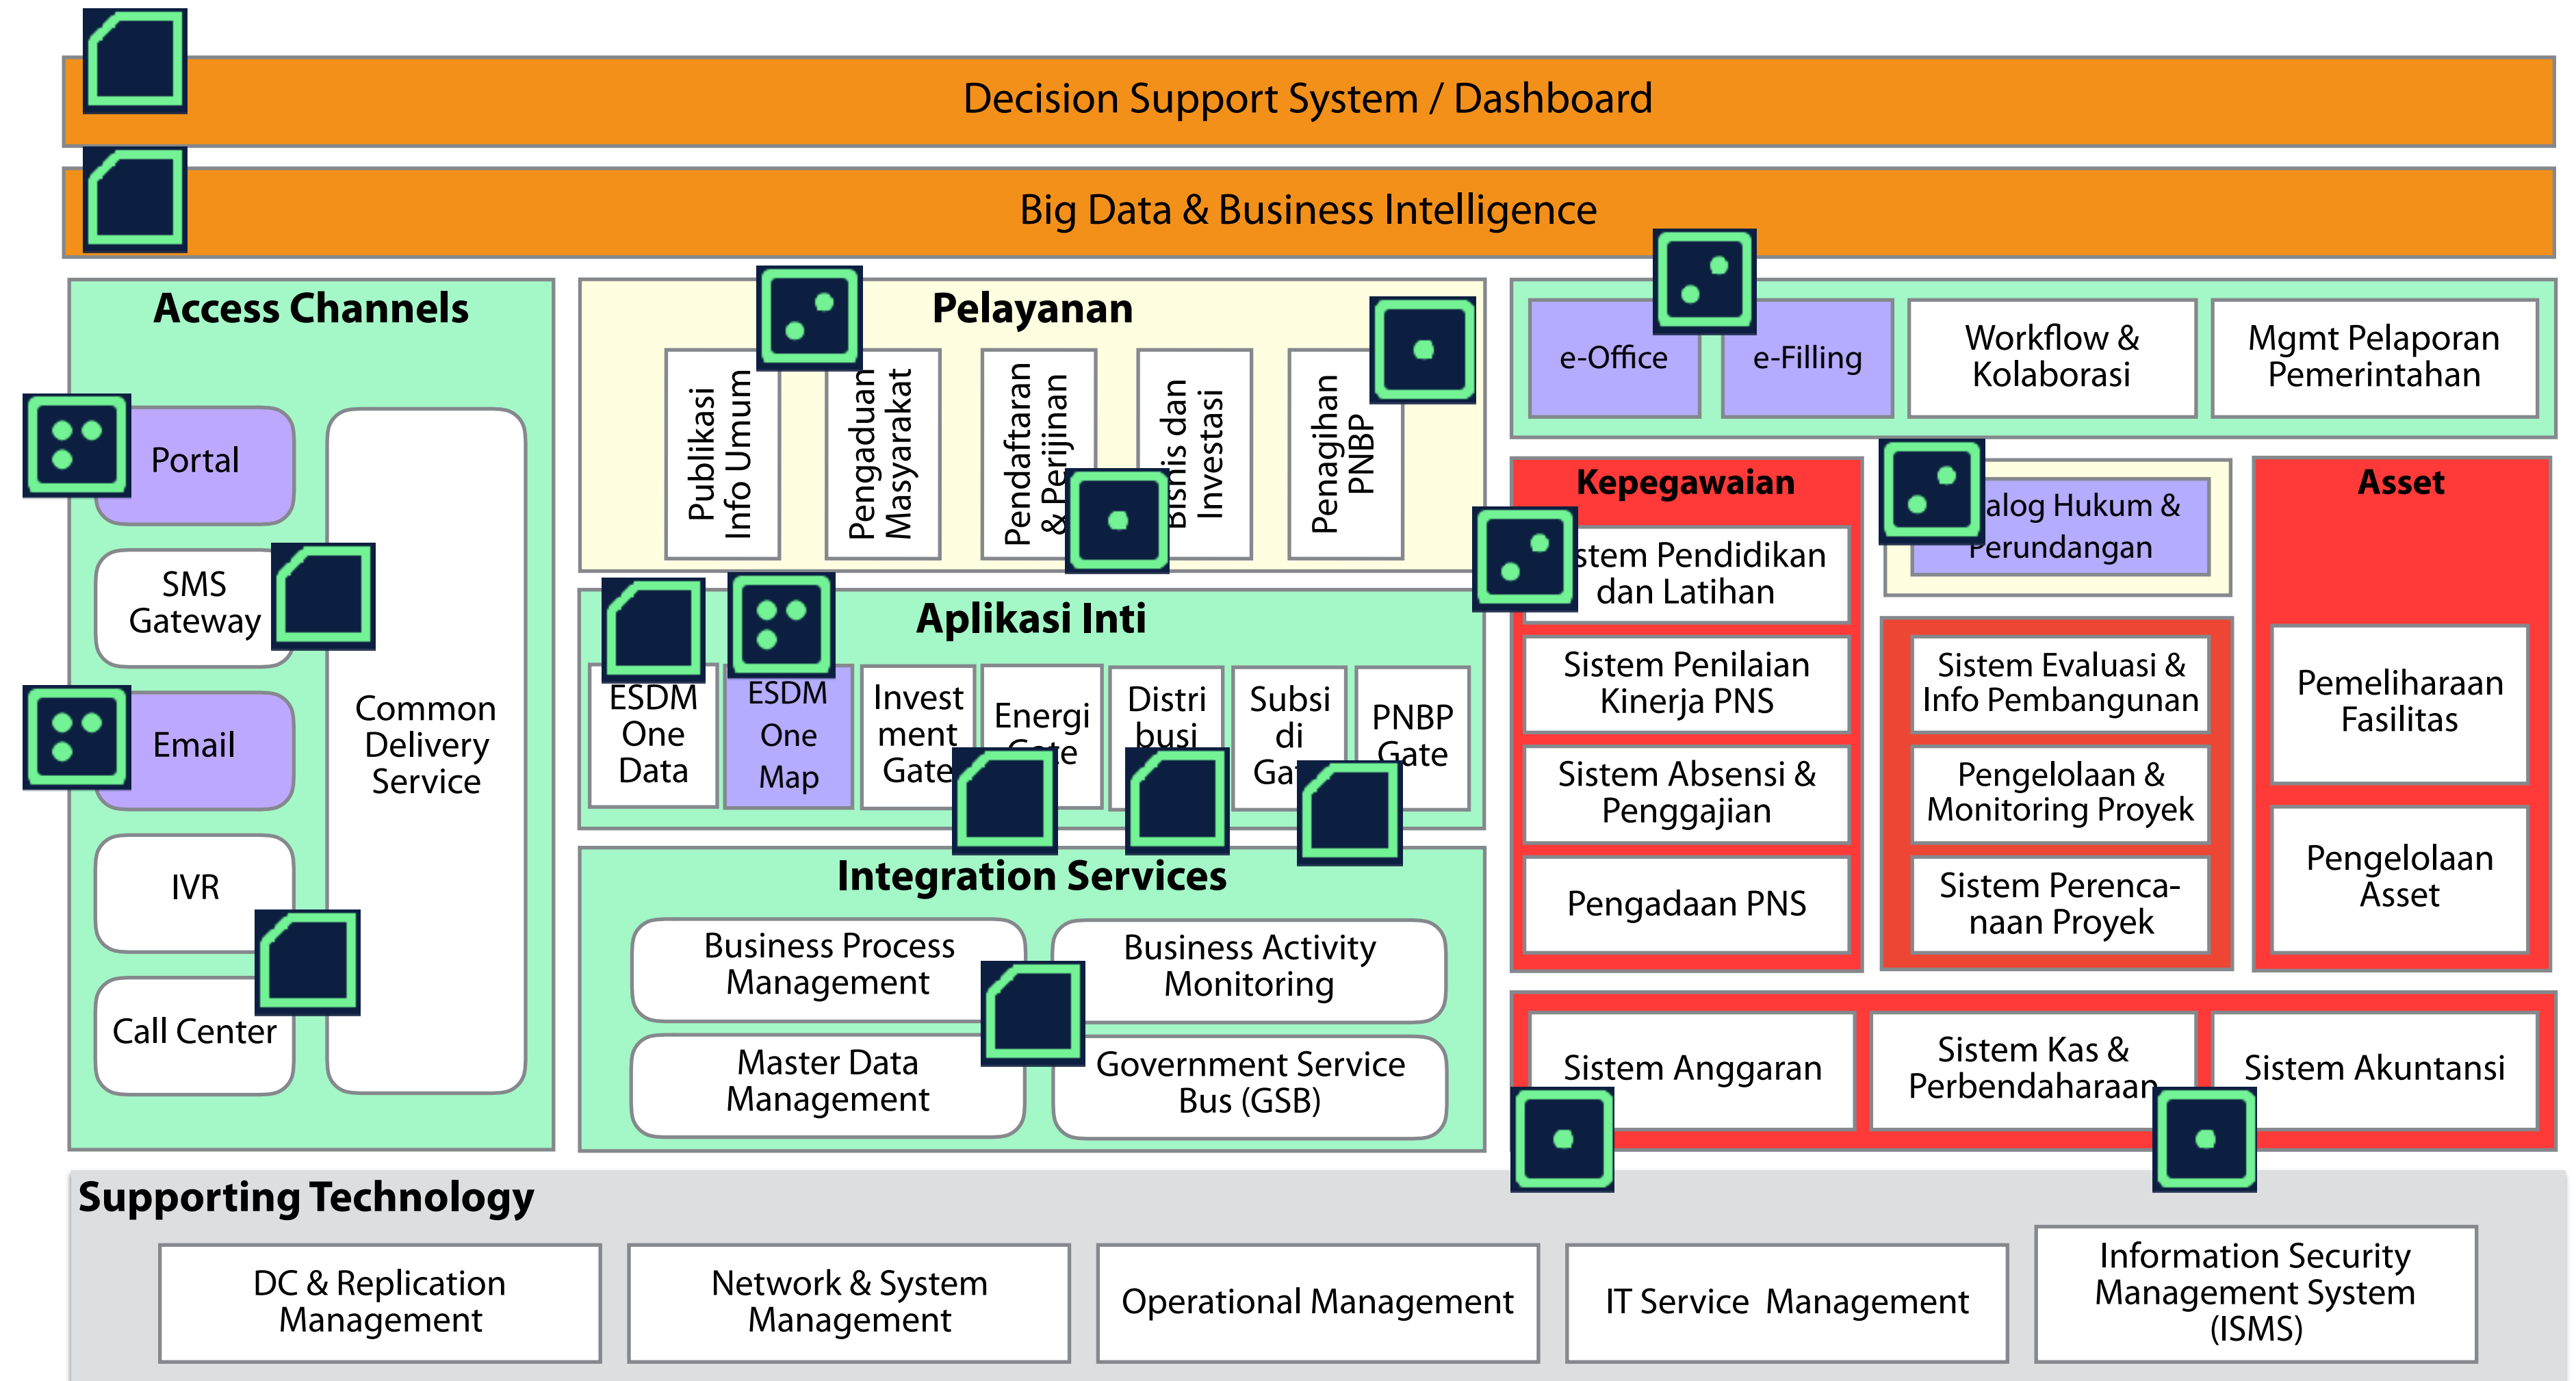 Decision Support System / Dashboard
Big Data & Business Intelligence
Access Channels
Portal
SMS
Gateway
Email
IVR
Call Center
Common
Delivery
Service
Pelayanan
Publikasi
Info Umum
Pengaduan
Masyarakat
Pendaftaran
& Perijinan
dan
Investasi
Penagihan
PNBP
Aplikasi Inti
ESDM
One
Data
ESDM
One
Map
Invest
ment
Gate
Energi
Distri
busi
Subsi
di
PNBP
Gate
Integration Services
Business Process
Management
Business Activity
Monitoring
Master Data
Management
Government Service
Bus (GSB)
e-Office
e-Filling
Workflow &
Kolaborasi
Mgmt Pelaporan
Pemerintahan
Kepegawaian
Pendidikan
dan Latihan
Sistem Penilaian
Kinerja PNS
Sistem Absensi &
Penggajian
Pengadaan PNS
Hukum &
Perundangan
Sistem Evaluasi &
Info Pembangunan
Pengelolaan &
Monitoring Proyek
Sistem Perenca-
naan Proyek
Asset
Pemeliharaan
Fasilitas
Pengelolaan
Asset
Sistem Anggaran
Sistem Kas &
Perbendaharaan
Sistem Akuntansi
Supporting Technology
DC & Replication
Management
Network & System
Management
Operational Management
IT Service Management
Information Security
Management System
(ISMS)